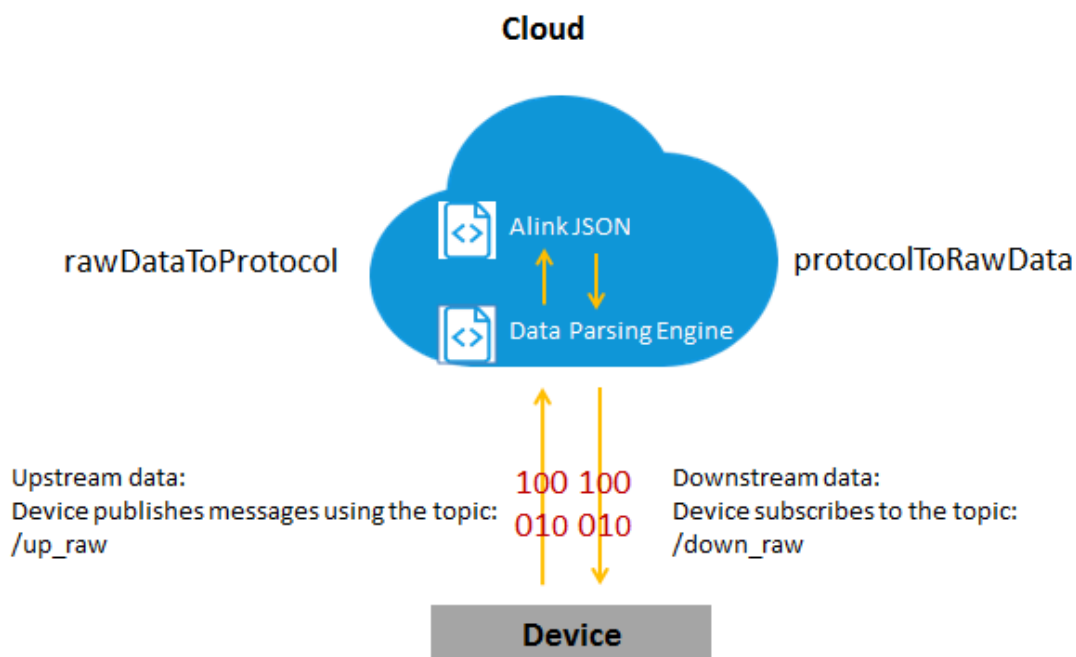 Cloud
<> Alink JSON
rawDataToProtocol
protocolToRawData
<> Data Parsing Engine
Upstream data:
Device publishes messages using the topic:
/up_raw
100 100
010 010
Downstream data:
Device subscribes to the topic:
/down_raw
Device